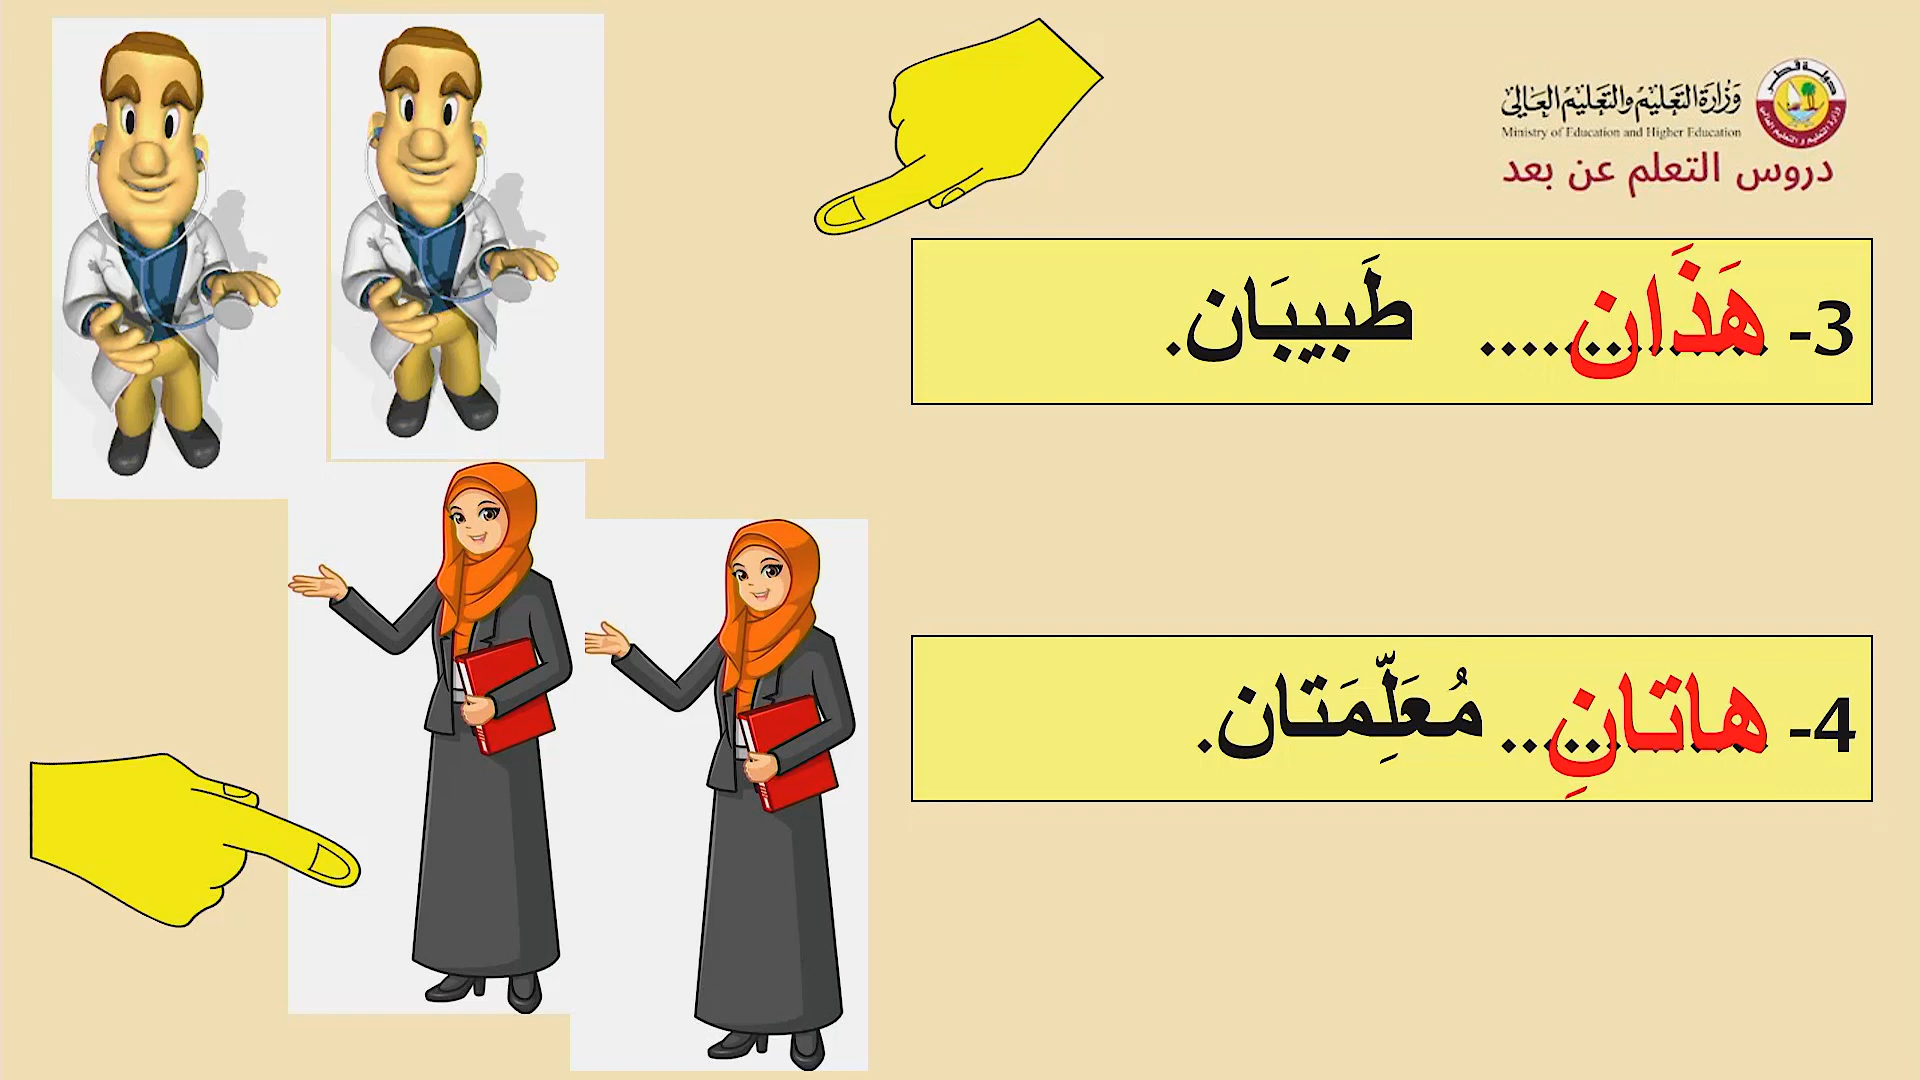 وزارة التعليم والتعليم العالي
Ministry of Education and Higher Education
دروس التعلم عن بعد
3- هَذَان.... طَبيبَان.
4- هاتانِ... مُعَلِّمَتان.